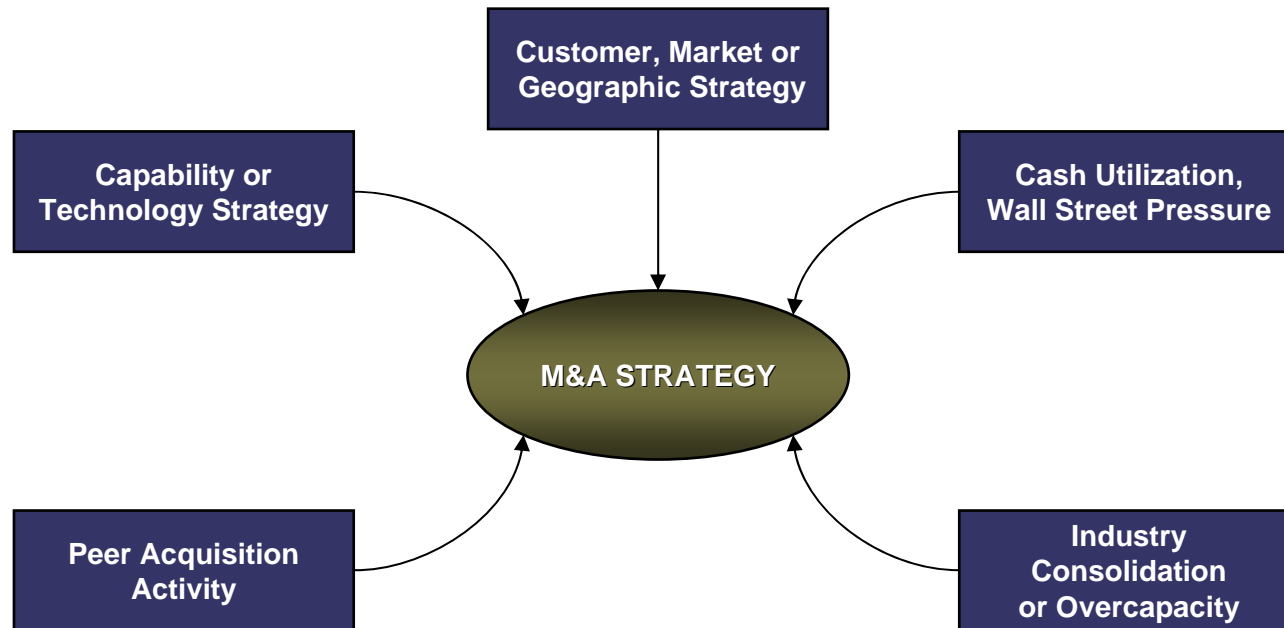 Customer, Market or
Geographic Strategy
Capability or
Technology Strategy
Cash Utilization,
Wall Street Pressure
M&A STRATEGY
Peer Acquisition
Activity
Industry
Consolidation
or Overcapacity